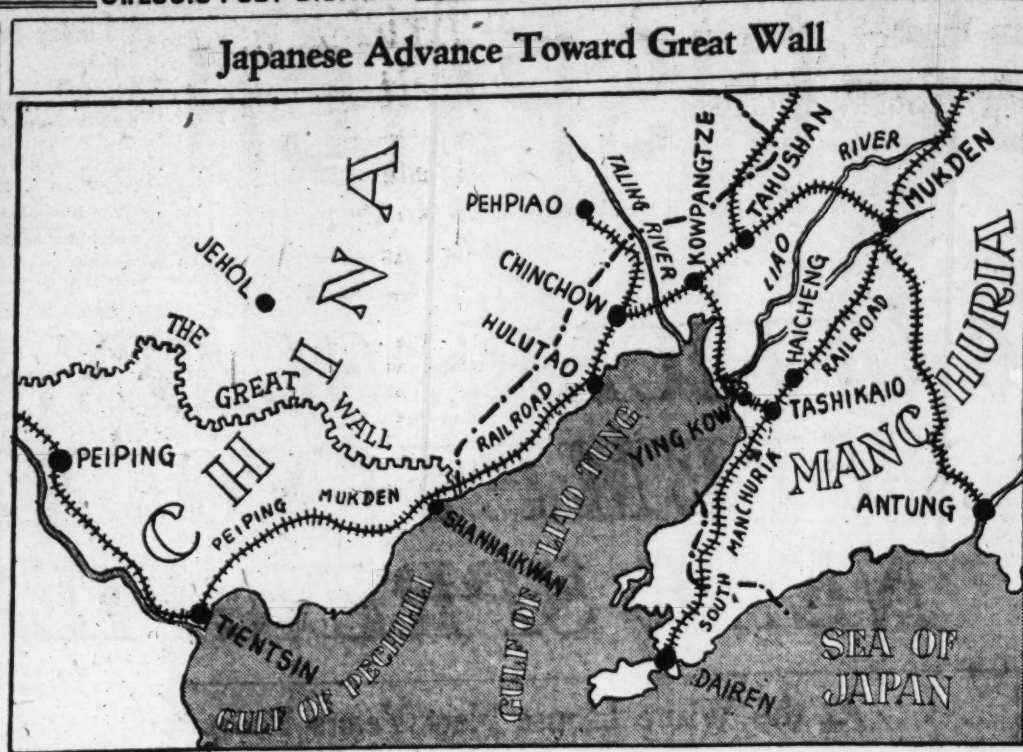 Japanese Advance Toward Great Wall
CHINA
PEHPIAO
TALING RIVER
KOWPANGTZE
TAHUSHAN
RIVER
LIAO
MUKDEN
JEHOL
CHINCHOW
HULUTAO
HAICHENG
RAILROAD
MANCHURIA
THE
GREAT
WALL
RAILROAD
YING KOW
TASHIKAIO
PEIPING
PEIPING
MUKDEN
SHANHAIKWAN
ANTUNG
SOUTH MANCHURIA
TIENTSIN
GULF OF PECHIHLI
GULF OF LIAO TUNG
DAIREN
SEA OF
JAPAN